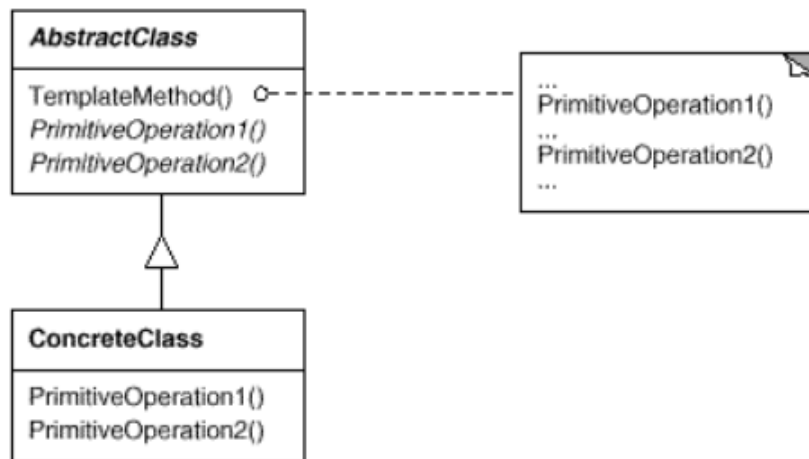 AbstractClass
TemplateMethod()
PrimitiveOperation1()
PrimitiveOperation2()
...
PrimitiveOperation1()
...
PrimitiveOperation2()
...
ConcreteClass
PrimitiveOperation1()
PrimitiveOperation2()